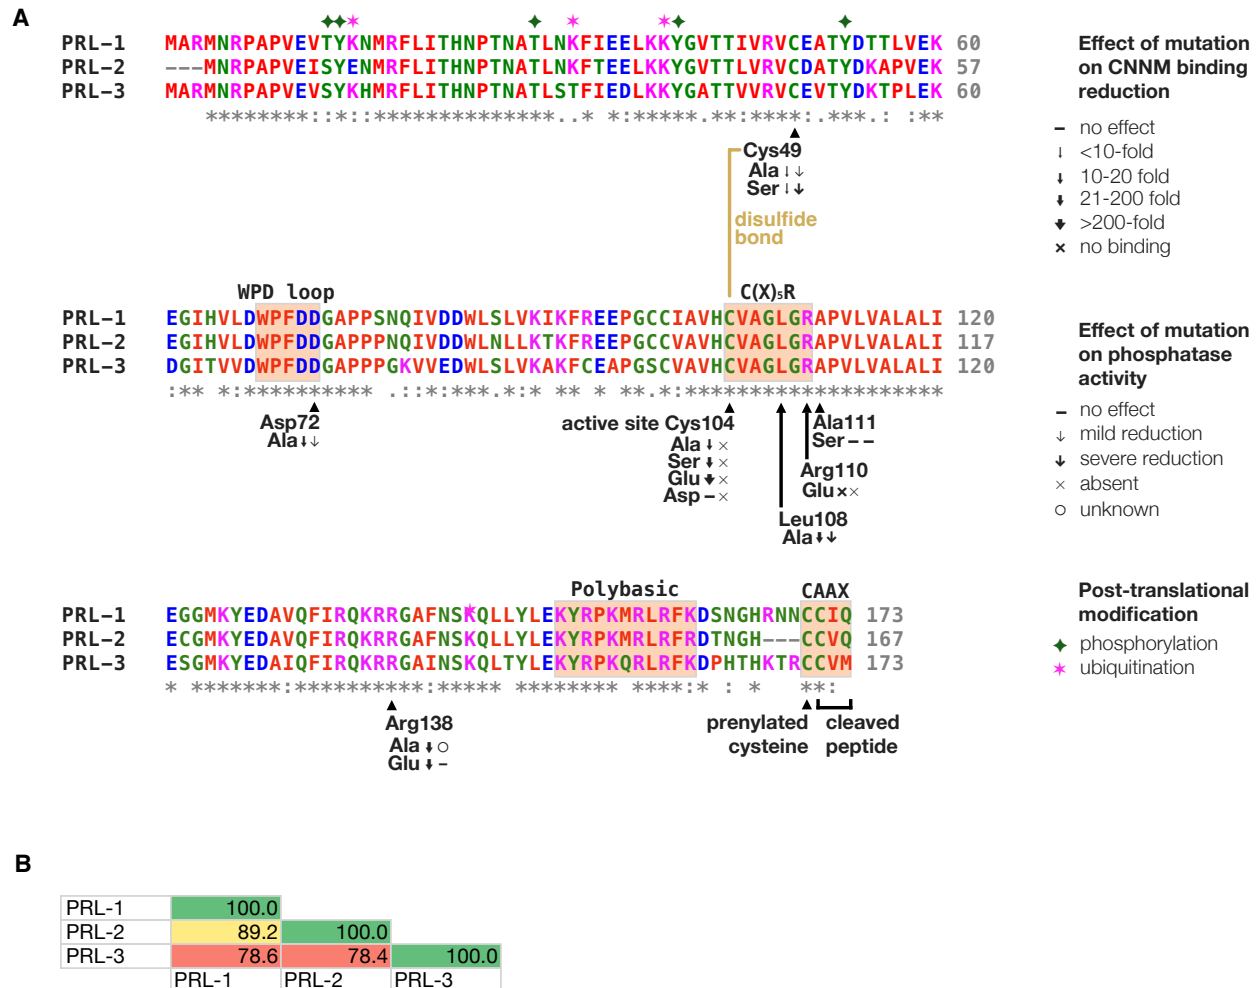 A
PRL-1 MARMNRPAPVEVTYKNMRFLITHNPTNATLNKFIEELKKYGVTTIVRVCEATYDTTLVEK 60
PRL-2 ---MNRPAPVEISYENMRFLITHNPTNATLNKFTEELKKYGVTTLVRVCDATYDKAPVEK 57
PRL-3 MARMNRPAPVEVSYKHMRFLITHNPTNATLSTFIEDLKKYGATTVVRVCEVTYDKTPLEK 60
********::*::******************.. * *:*****.**:*****:.***.: :**
Cys49
Ala ↓ ↓
Ser ↓ ↓
disulfide
bond
WPD loop
C(X)₅R
PRL-1 EGIHVLDWPFDDGAPPSNQIVDDWLSLVKIKFREEPGCCIAVHCVAGLGRAPVLVALALI 120
PRL-2 EGIHVLDWPFDDGAPPPNQIVDDWLNLLKTKFREEPGCCVAVHCVAGLGRAPVLVALALI 117
PRL-3 DGITVVDWPFDDGAPPPGKVVEDWLSLVKAKFCEAPGSCVAVHCVAGLGRAPVLVALALI 120
:** *:********** .::*:***.*:* ** * **.*:********************
Asp72
Ala ↓ ↓
active site Cys104
Ala ↓ ×
Ser ↓ ×
Glu ↓ ×
Asp – ×
Ala111
Ser – –
Arg110
Glu × ×
Leu108
Ala ↓ ↓
Polybasic
CAAX
PRL-1 EGGMKYEDAVQFIRQKRRGAFNSKQLLYLEKYRPKMRLRFKDSNGHRNNCCIQ 173
PRL-2 ECGMKYEDAVQFIRQKRRGAFNSKQLLYLEKYRPKMRLRFRDTNGH---CCVQ 167
PRL-3 ESGMKYEDAIQFIRQKRRGAINSKQLTYLEKYRPKQRLRFKDPHTHKTRCCVM 173
* *******:**********:***** ******** ****:* : * **:
Arg138
Ala ↓ ○
Glu ↓ –
prenylated
cysteine
cleaved
peptide
Effect of mutation
on CNNM binding
reduction
– no effect
↓ <10-fold
↓ 10-20 fold
↓ 21-200 fold
↓ >200-fold
× no binding
Effect of mutation
on phosphatase
activity
– no effect
↓ mild reduction
↓ severe reduction
× absent
○ unknown
Post-translational
modification
✦ phosphorylation
✶ ubiquitination
B
PRL-1 100.0
PRL-2 89.2 100.0
PRL-3 78.6 78.4 100.0
PRL-1 PRL-2 PRL-3